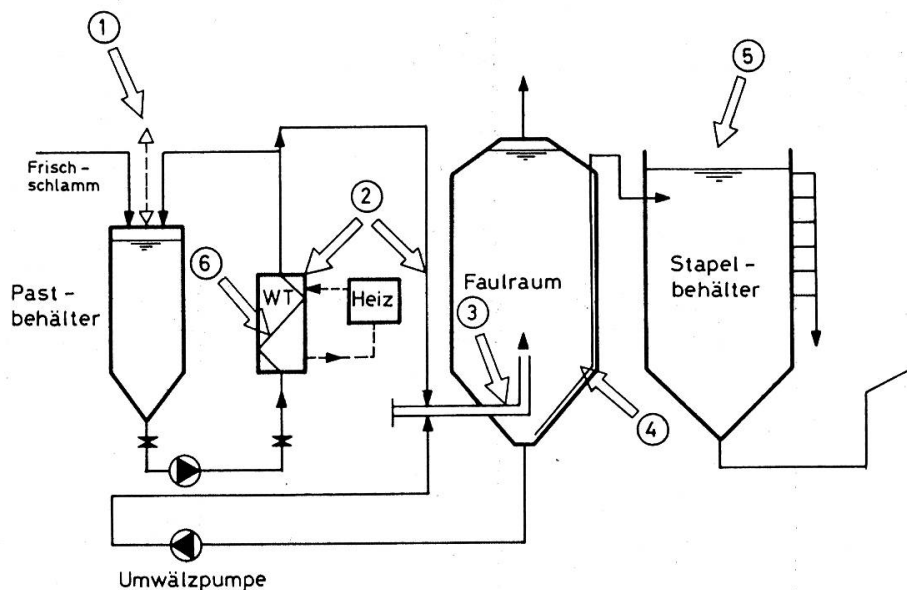 1
Frisch-
schlamm
Past-
behälter
6
WT
2
Heiz
Faulraum
3
4
5
Stapel-
behälter
Umwälzpumpe